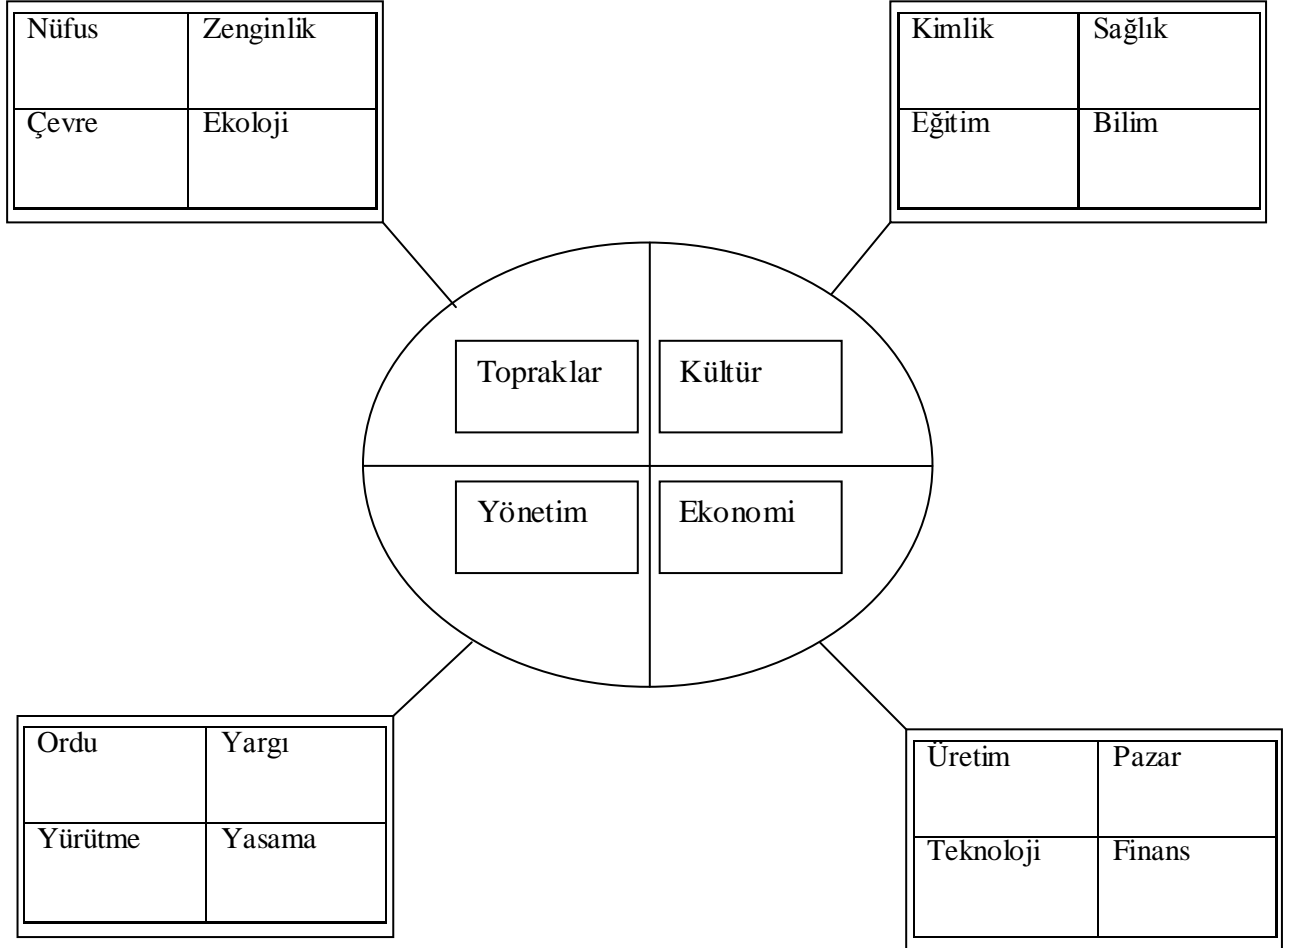 Nüfus Zenginlik
Çevre Ekoloji
Kimlik Sağlık
Eğitim Bilim
Topraklar Kültür
Yönetim Ekonomi
Ordu Yargı
Yürütme Yasama
Üretim Pazar
Teknoloji Finans